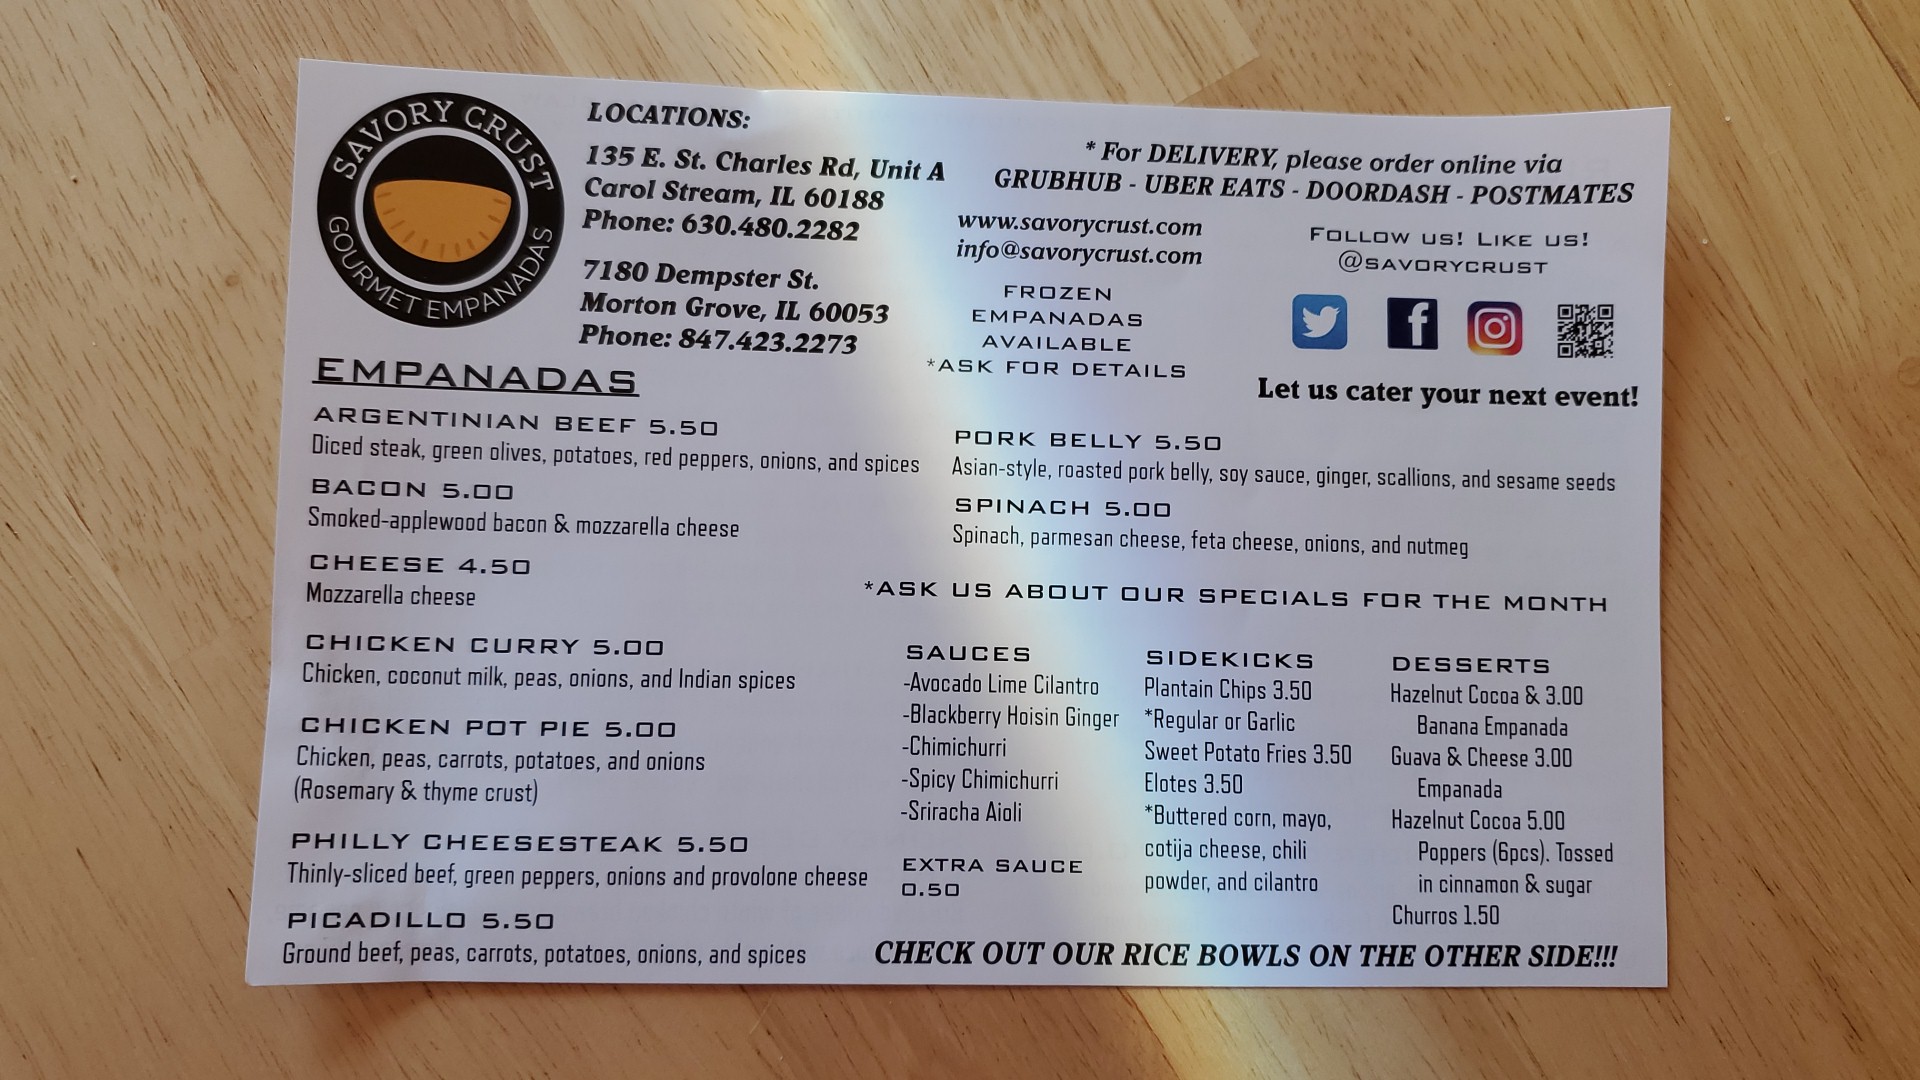 SAVORY CRUST
GOURMET EMPANADAS
LOCATIONS:
135 E. St. Charles Rd, Unit A
Carol Stream, IL 60188
Phone: 630.480.2282
7180 Dempster St.
Morton Grove, IL 60053
Phone: 847.423.2273
* For DELIVERY, please order online via
GRUBHUB - UBER EATS - DOORDASH - POSTMATES
www.savorycrust.com
info@savorycrust.com
FROZEN
EMPANADAS
AVAILABLE
*ASK FOR DETAILS
FOLLOW US! LIKE US!
@SAVORYCRUST
Let us cater your next event!
EMPANADAS
ARGENTINIAN BEEF 5.50
Diced steak, green olives, potatoes, red peppers, onions, and spices
BACON 5.00
Smoked-applewood bacon & mozzarella cheese
CHEESE 4.50
Mozzarella cheese
CHICKEN CURRY 5.00
Chicken, coconut milk, peas, onions, and Indian spices
CHICKEN POT PIE 5.00
Chicken, peas, carrots, potatoes, and onions
(Rosemary & thyme crust)
PHILLY CHEESESTEAK 5.50
Thinly-sliced beef, green peppers, onions and provolone cheese
PICADILLO 5.50
Ground beef, peas, carrots, potatoes, onions, and spices
PORK BELLY 5.50
Asian-style, roasted pork belly, soy sauce, ginger, scallions, and sesame seeds
SPINACH 5.00
Spinach, parmesan cheese, feta cheese, onions, and nutmeg
*ASK US ABOUT OUR SPECIALS FOR THE MONTH
SAUCES
-Avocado Lime Cilantro
-Blackberry Hoisin Ginger
-Chimichurri
-Spicy Chimichurri
-Sriracha Aioli
EXTRA SAUCE
0.50
SIDEKICKS
Plantain Chips 3.50
*Regular or Garlic
Sweet Potato Fries 3.50
Elotes 3.50
*Buttered corn, mayo,
cotija cheese, chili
powder, and cilantro
DESSERTS
Hazelnut Cocoa & 3.00
Banana Empanada
Guava & Cheese 3.00
Empanada
Hazelnut Cocoa 5.00
Poppers (6pcs). Tossed
in cinnamon & sugar
Churros 1.50
CHECK OUT OUR RICE BOWLS ON THE OTHER SIDE!!!